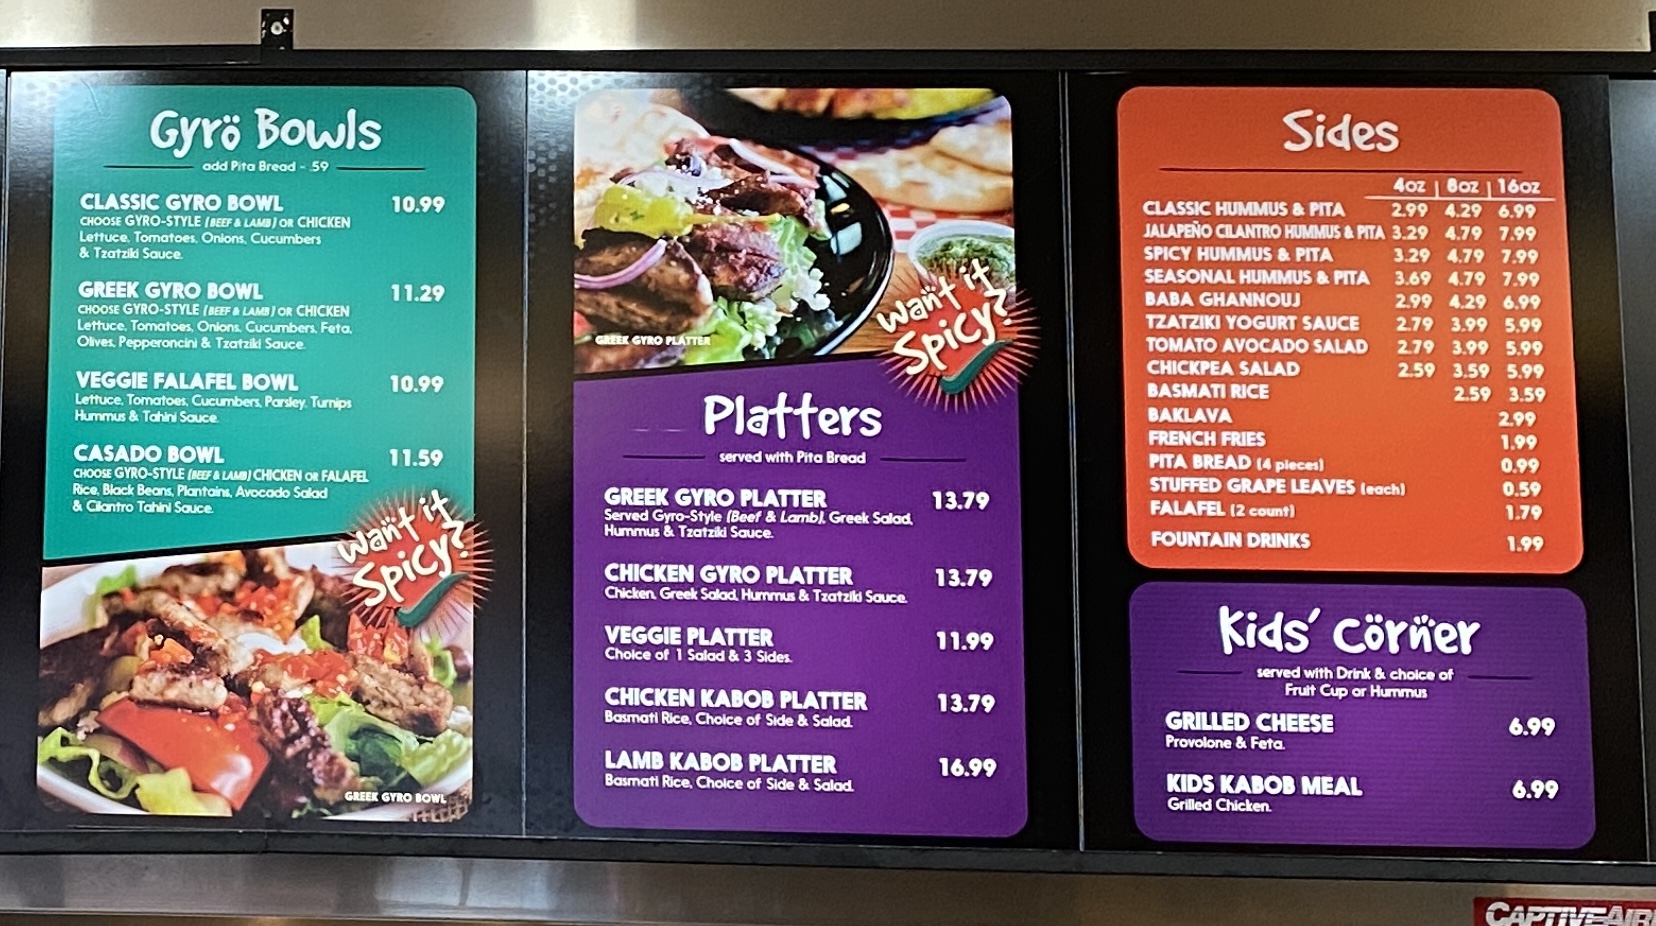 Gyrö Bowls
add Pita Bread - .59
CLASSIC GYRO BOWL 10.99
CHOOSE GYRO-STYLE (BEEF & LAMB) OR CHICKEN
Lettuce, Tomatoes, Onions, Cucumbers
& Tzatziki Sauce.
GREEK GYRO BOWL 11.29
CHOOSE GYRO-STYLE (BEEF & LAMB) OR CHICKEN
Lettuce, Tomatoes, Onions, Cucumbers, Feta,
Olives, Pepperoncini & Tzatziki Sauce.
VEGGIE FALAFEL BOWL 10.99
Lettuce, Tomatoes, Cucumbers, Parsley, Turnips
Hummus & Tahini Sauce.
CASADO BOWL 11.59
CHOOSE GYRO-STYLE (BEEF & LAMB) CHICKEN OR FALAFEL
Rice, Black Beans, Plantains, Avocado Salad
& Cilantro Tahini Sauce.
Want it
Spicy?
GREEK GYRO BOWL
GREEK GYRO PLATTER
Want it
Spicy?
Platters
served with Pita Bread
GREEK GYRO PLATTER 13.79
Served Gyro-Style (Beef & Lamb), Greek Salad,
Hummus & Tzatziki Sauce.
CHICKEN GYRO PLATTER 13.79
Chicken, Greek Salad, Hummus & Tzatziki Sauce.
VEGGIE PLATTER 11.99
Choice of 1 Salad & 3 Sides.
CHICKEN KABOB PLATTER 13.79
Basmati Rice, Choice of Side & Salad.
LAMB KABOB PLATTER 16.99
Basmati Rice, Choice of Side & Salad.
Sides
4oz | 8oz | 16oz
CLASSIC HUMMUS & PITA 2.99 4.29 6.99
JALAPEÑO CILANTRO HUMMUS & PITA 3.29 4.79 7.99
SPICY HUMMUS & PITA 3.29 4.79 7.99
SEASONAL HUMMUS & PITA 3.69 4.79 7.99
BABA GHANNOUJ 2.99 4.29 6.99
TZATZIKI YOGURT SAUCE 2.79 3.99 5.99
TOMATO AVOCADO SALAD 2.79 3.99 5.99
CHICKPEA SALAD 2.59 3.59 5.99
BASMATI RICE 2.59 3.59
BAKLAVA 2.99
FRENCH FRIES 1.99
PITA BREAD (4 pieces) 0.99
STUFFED GRAPE LEAVES (each) 0.59
FALAFEL (2 count) 1.79
FOUNTAIN DRINKS 1.99
Kids' Cörner
served with Drink & choice of
Fruit Cup or Hummus
GRILLED CHEESE 6.99
Provolone & Feta.
KIDS KABOB MEAL 6.99
Grilled Chicken.
CAPTIVEAIRE